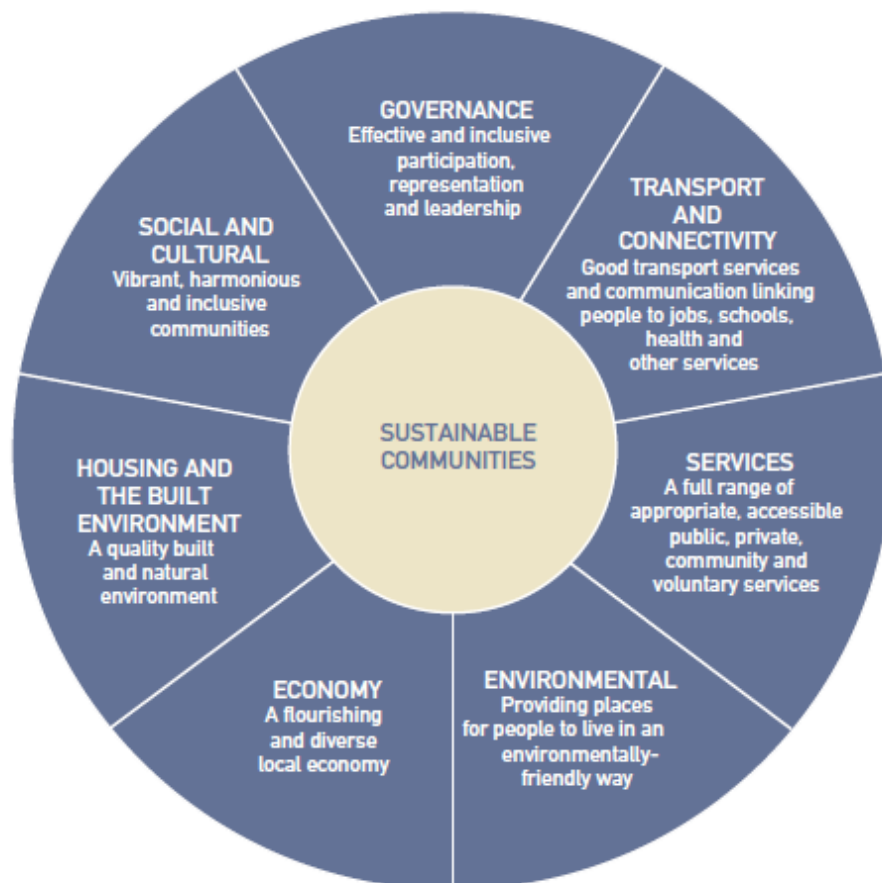 GOVERNANCE
Effective and inclusive
participation,
representation
and leadership
TRANSPORT
AND
CONNECTIVITY
Good transport services
and communication linking
people to jobs, schools,
health and
other services
SERVICES
A full range of
appropriate, accessible
public, private,
community and
voluntary services
ENVIRONMENTAL
Providing places
for people to live in an
environmentally-
friendly way
ECONOMY
A flourishing
and diverse
local economy
HOUSING AND
THE BUILT
ENVIRONMENT
A quality built
and natural
environment
SOCIAL AND
CULTURAL
Vibrant, harmonious
and inclusive
communities
SUSTAINABLE
COMMUNITIES